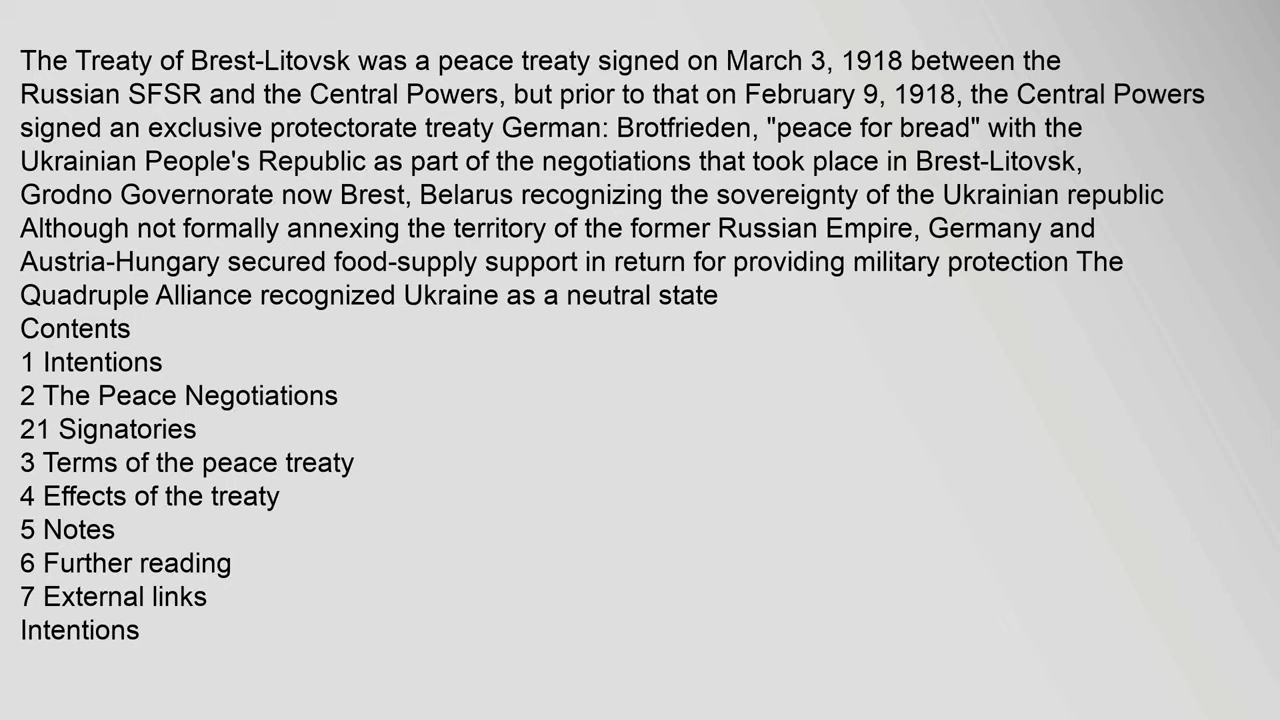 The Treaty of Brest-Litovsk was a peace treaty signed on March 3, 1918 between the
Russian SFSR and the Central Powers, but prior to that on February 9, 1918, the Central Powers
signed an exclusive protectorate treaty German: Brotfrieden, "peace for bread" with the
Ukrainian People's Republic as part of the negotiations that took place in Brest-Litovsk,
Grodno Governorate now Brest, Belarus recognizing the sovereignty of the Ukrainian republic
Although not formally annexing the territory of the former Russian Empire, Germany and
Austria-Hungary secured food-supply support in return for providing military protection The
Quadruple Alliance recognized Ukraine as a neutral state
Contents
1 Intentions
2 The Peace Negotiations
21 Signatories
3 Terms of the peace treaty
4 Effects of the treaty
5 Notes
6 Further reading
7 External links
Intentions